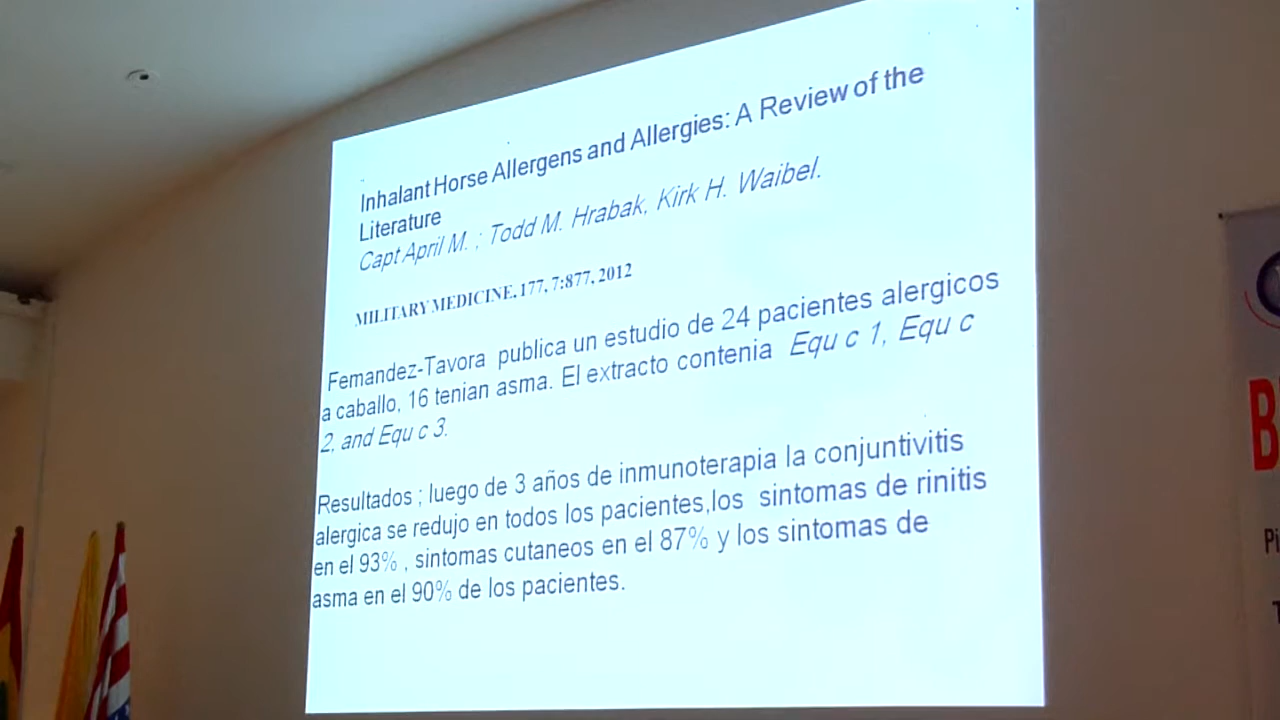 Inhalant Horse Allergens and Allergies: A Review of the
Literature
Capt April M. ; Todd M. Hrabak, Kirk H. Waibel.
MILITARY MEDICINE, 177, 7:877, 2012
Fernandez-Tavora publica un estudio de 24 pacientes alergicos
a caballo, 16 tenian asma. El extracto contenia Equ c 1, Equ c
2, and Equ c 3.
Resultados ; luego de 3 años de inmunoterapia la conjuntivitis
alergica se redujo en todos los pacientes,los sintomas de rinitis
en el 93% , sintomas cutaneos en el 87% y los sintomas de
asma en el 90% de los pacientes.
B
Pi